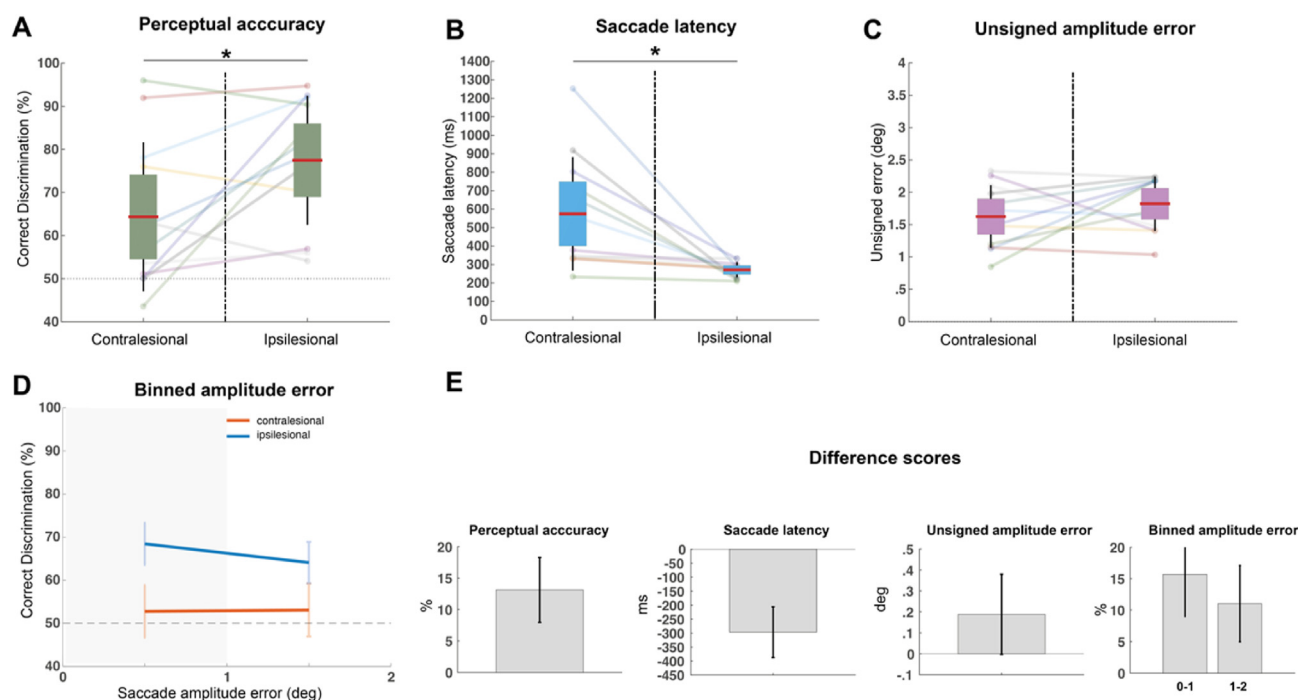 A
Perceptual acccuracy
*
Correct Discrimination (%)
100
90
80
70
60
50
40
Contralesional
Ipsilesional
B
Saccade latency
*
Saccade latency (ms)
1400
1300
1200
1100
1000
900
800
700
600
500
400
300
200
100
0
Contralesional
Ipsilesional
C
Unsigned amplitude error
Unsigned error (deg)
4
3.5
3
2.5
2
1.5
1
.5
0
Contralesional
Ipsilesional
D
Binned amplitude error
Correct Discrimination (%)
100
90
80
70
60
50
40
contralesional
ipsilesional
0
1
2
Saccade amplitude error (deg)
E
Difference scores
Perceptual acccuracy
%
20
15
10
5
0
Saccade latency
ms
0
-50
-100
-150
-200
-250
-300
-350
-400
-450
Unsigned amplitude error
deg
.5
.4
.3
.2
.1
0
-.1
Binned amplitude error
%
20
15
10
5
0
0-1
1-2